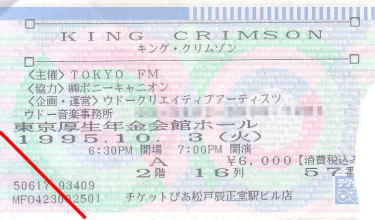 KING CRIMSON
キング・クリムゾン
〈主催〉TOKYO FM
〈協力〉㈱ポニーキャニオン
〈企画・運営〉ウドークリエイティブアーティスツ
ウドー音楽事務所
東京厚生年金会館ホール
1995.10. 3 (火)
6:30PM 開場 7:00PM 開演
A ¥6,000【消費税込み
2階 16列 57番
50617 93409
チケットぴあ松戸辰正堂駅ビル店